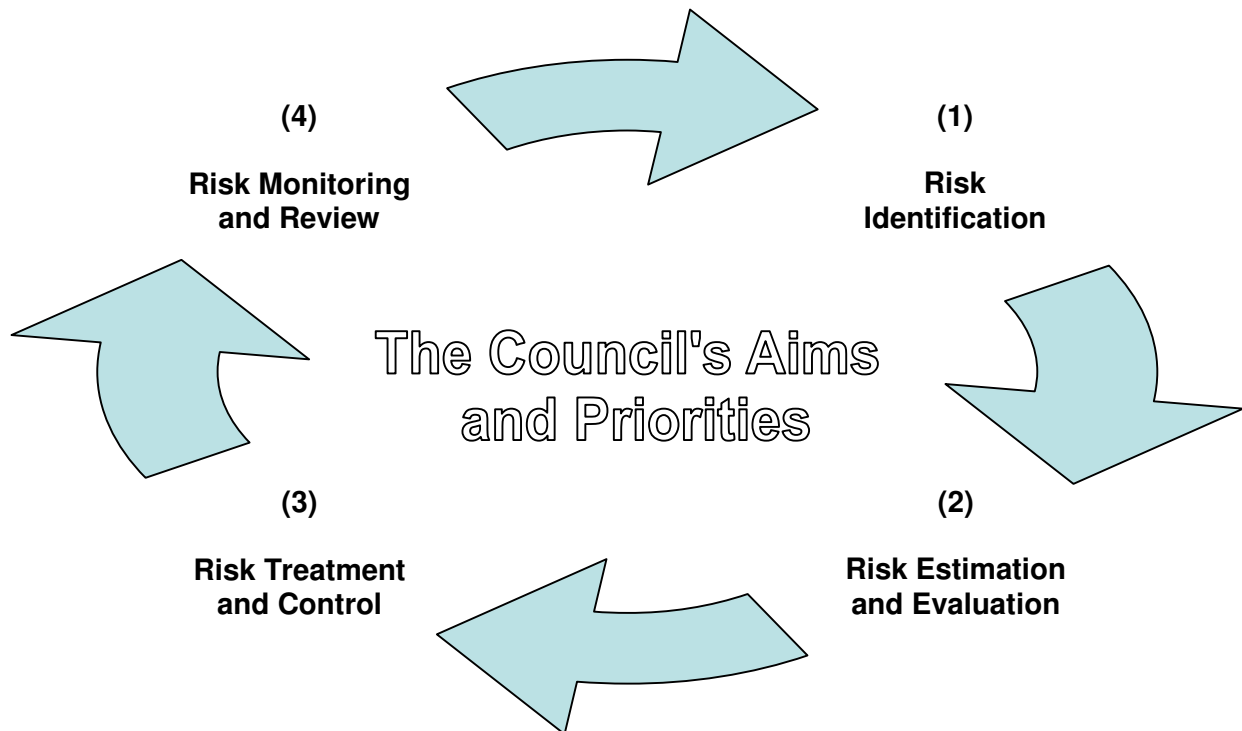 (4)
Risk Monitoring
and Review
(1)
Risk
Identification
The Council's Aims
and Priorities
(3)
Risk Treatment
and Control
(2)
Risk Estimation
and Evaluation